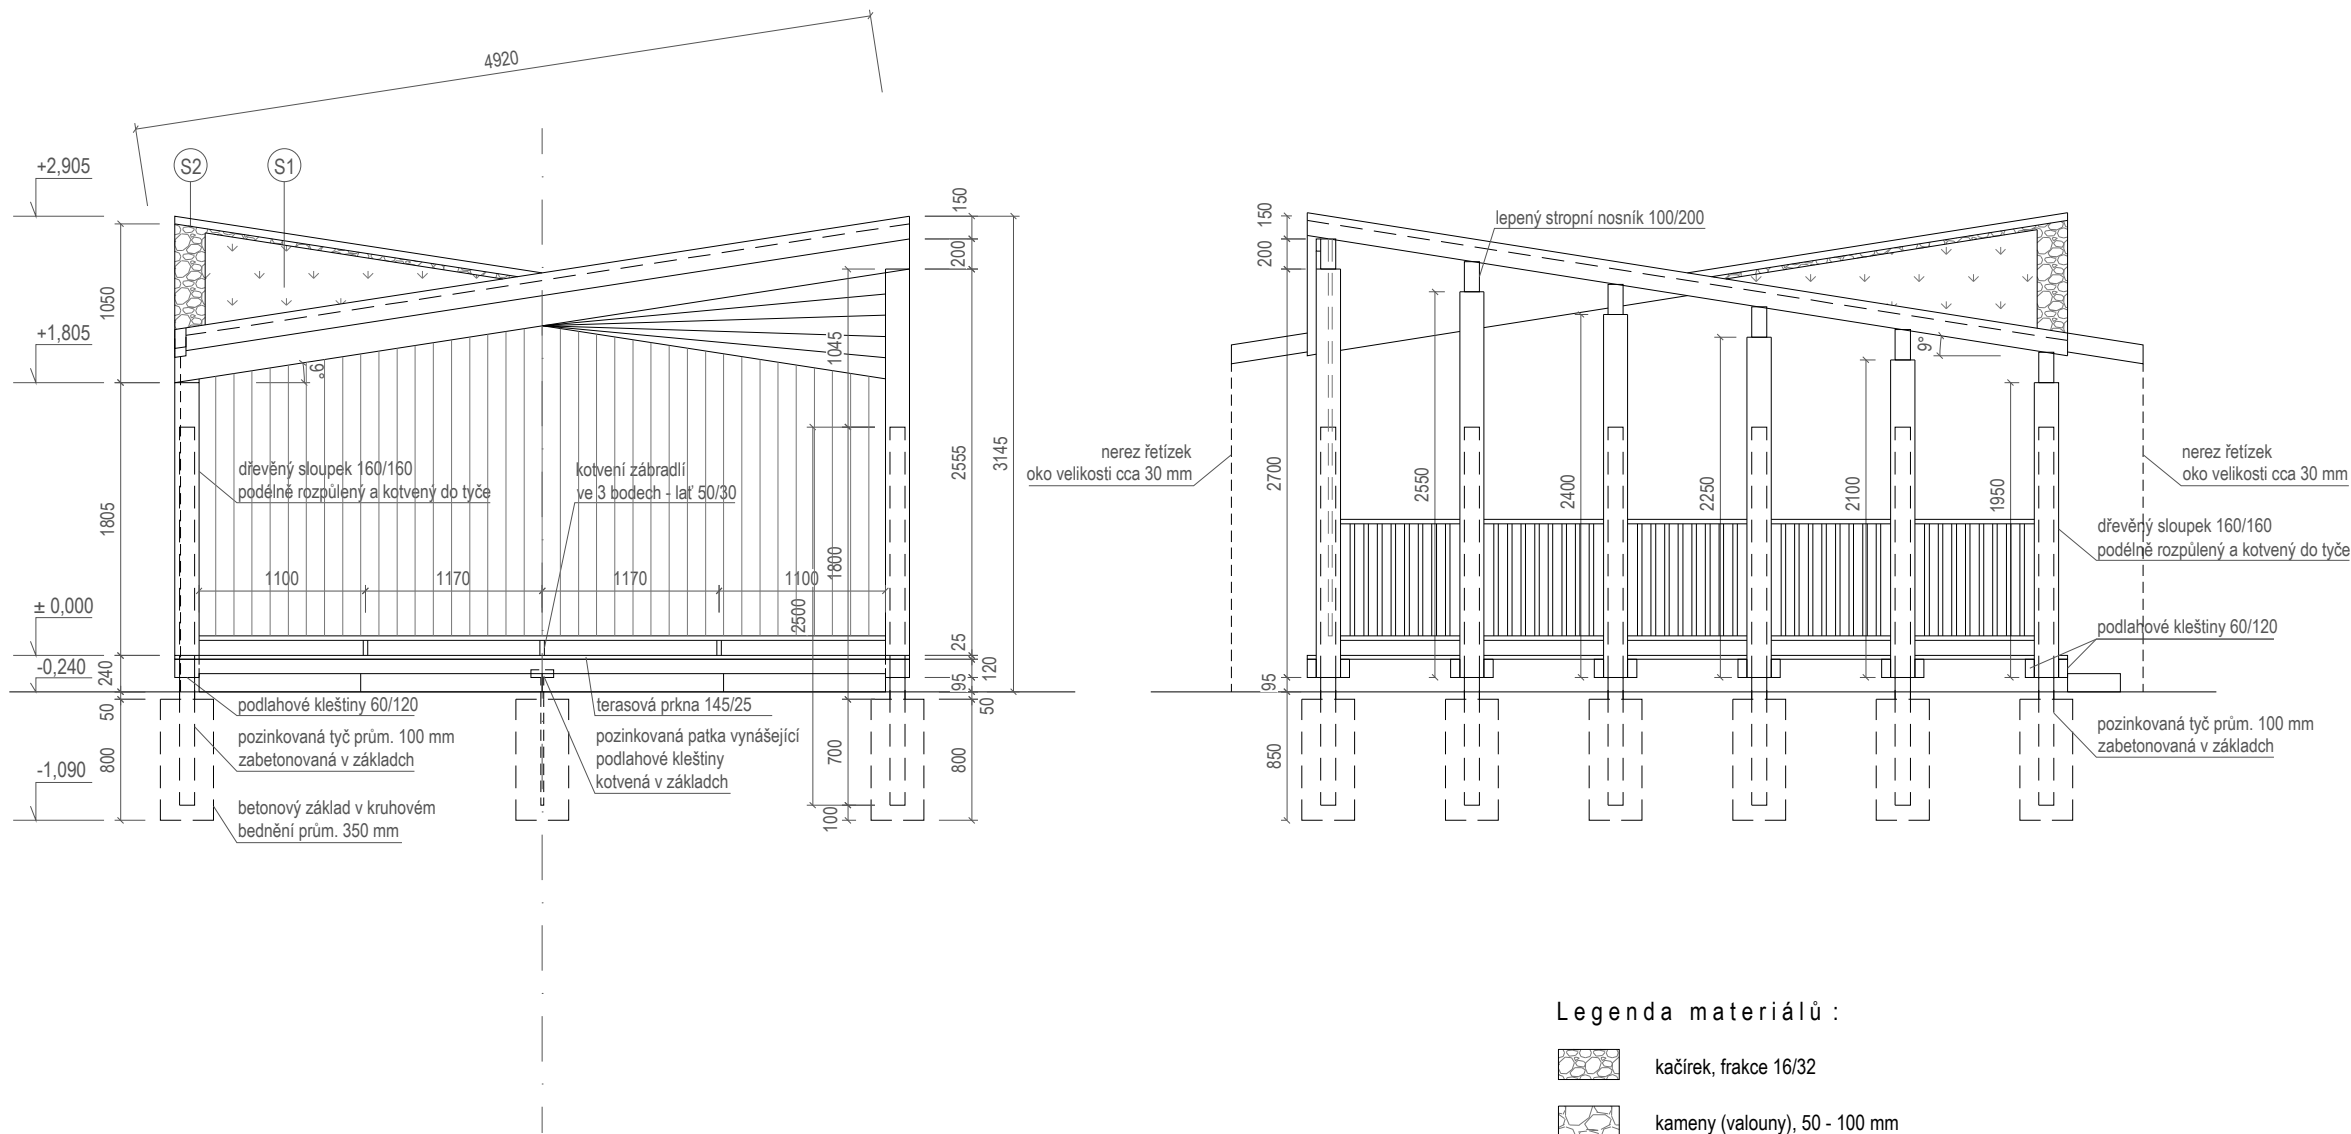 4920
+2,905
S2
S1
1050
+1,805
9°
1805
± 0,000
-0,240
240
50
800
-1,090
dřevěný sloupek 160/160
podélně rozpůlený a kotvený do tyče
kotvení zábradlí
ve 3 bodech - lať 50/30
1100
1170
1170
1100
1045
1800
2500
700
100
150
200
2555
3145
25
120
95
50
800
podlahové kleštiny 60/120
pozinkovaná tyč prům. 100 mm
zabetonovaná v základch
betonový základ v kruhovém
bednění prům. 350 mm
terasová prkna 145/25
pozinkovaná patka vynášející
podlahové kleštiny
kotvená v základch
150
200
2700
95
850
lepený stropní nosník 100/200
nerez řetízek
oko velikosti cca 30 mm
2550
2400
2250
2100
1950
9°
nerez řetízek
oko velikosti cca 30 mm
dřevěný sloupek 160/160
podélně rozpůlený a kotvený do tyče
podlahové kleštiny 60/120
pozinkovaná tyč prům. 100 mm
zabetonovaná v základch
Legenda materiálů :
kačírek, frakce 16/32
kameny (valouny), 50 - 100 mm